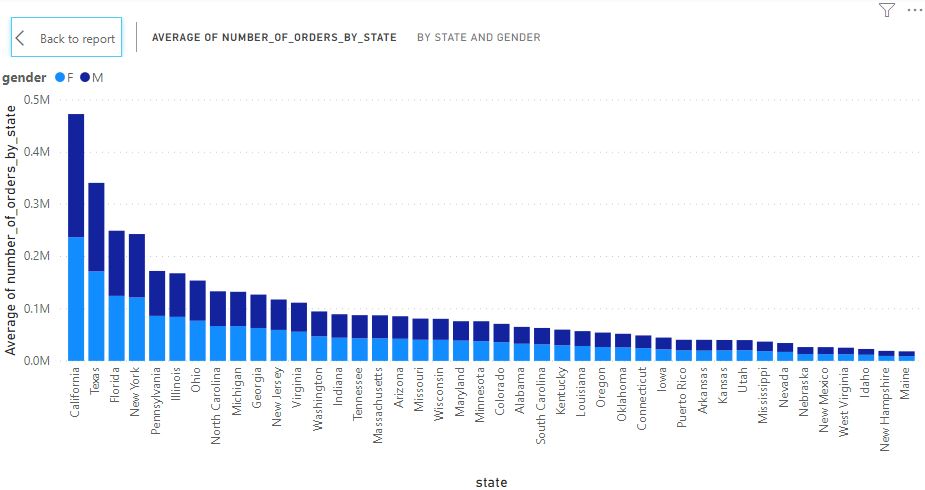 Back to report
AVERAGE OF NUMBER_OF_ORDERS_BY_STATE
BY STATE AND GENDER
gender F M
Average of number_of_orders_by_state
0.5M
0.4M
0.3M
0.2M
0.1M
0.0M
California
Texas
Florida
New York
Pennsylvania
Illinois
Ohio
North Carolina
Michigan
Georgia
New Jersey
Virginia
Washington
Indiana
Tennessee
Massachusetts
Arizona
Missouri
Wisconsin
Maryland
Minnesota
Colorado
Alabama
South Carolina
Kentucky
Louisiana
Oregon
Oklahoma
Connecticut
Iowa
Puerto Rico
Arkansas
Kansas
Utah
Mississippi
Nevada
Nebraska
New Mexico
West Virginia
Idaho
New Hampshire
Maine
state